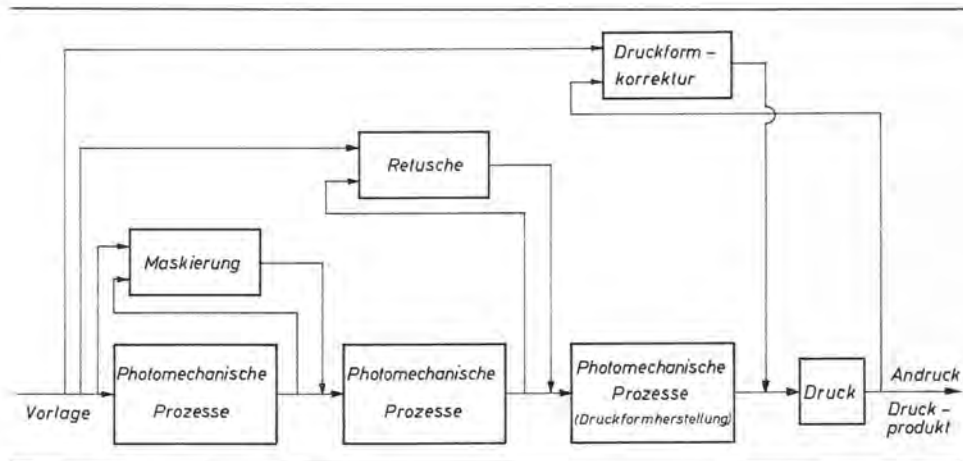 Druckform –
korrektur
Retusche
Maskierung
Photomechanische
Prozesse
Photomechanische
Prozesse
Photomechanische
Prozesse
(Druckformherstellung)
Druck
Vorlage
Andruck
Druck –
produkt